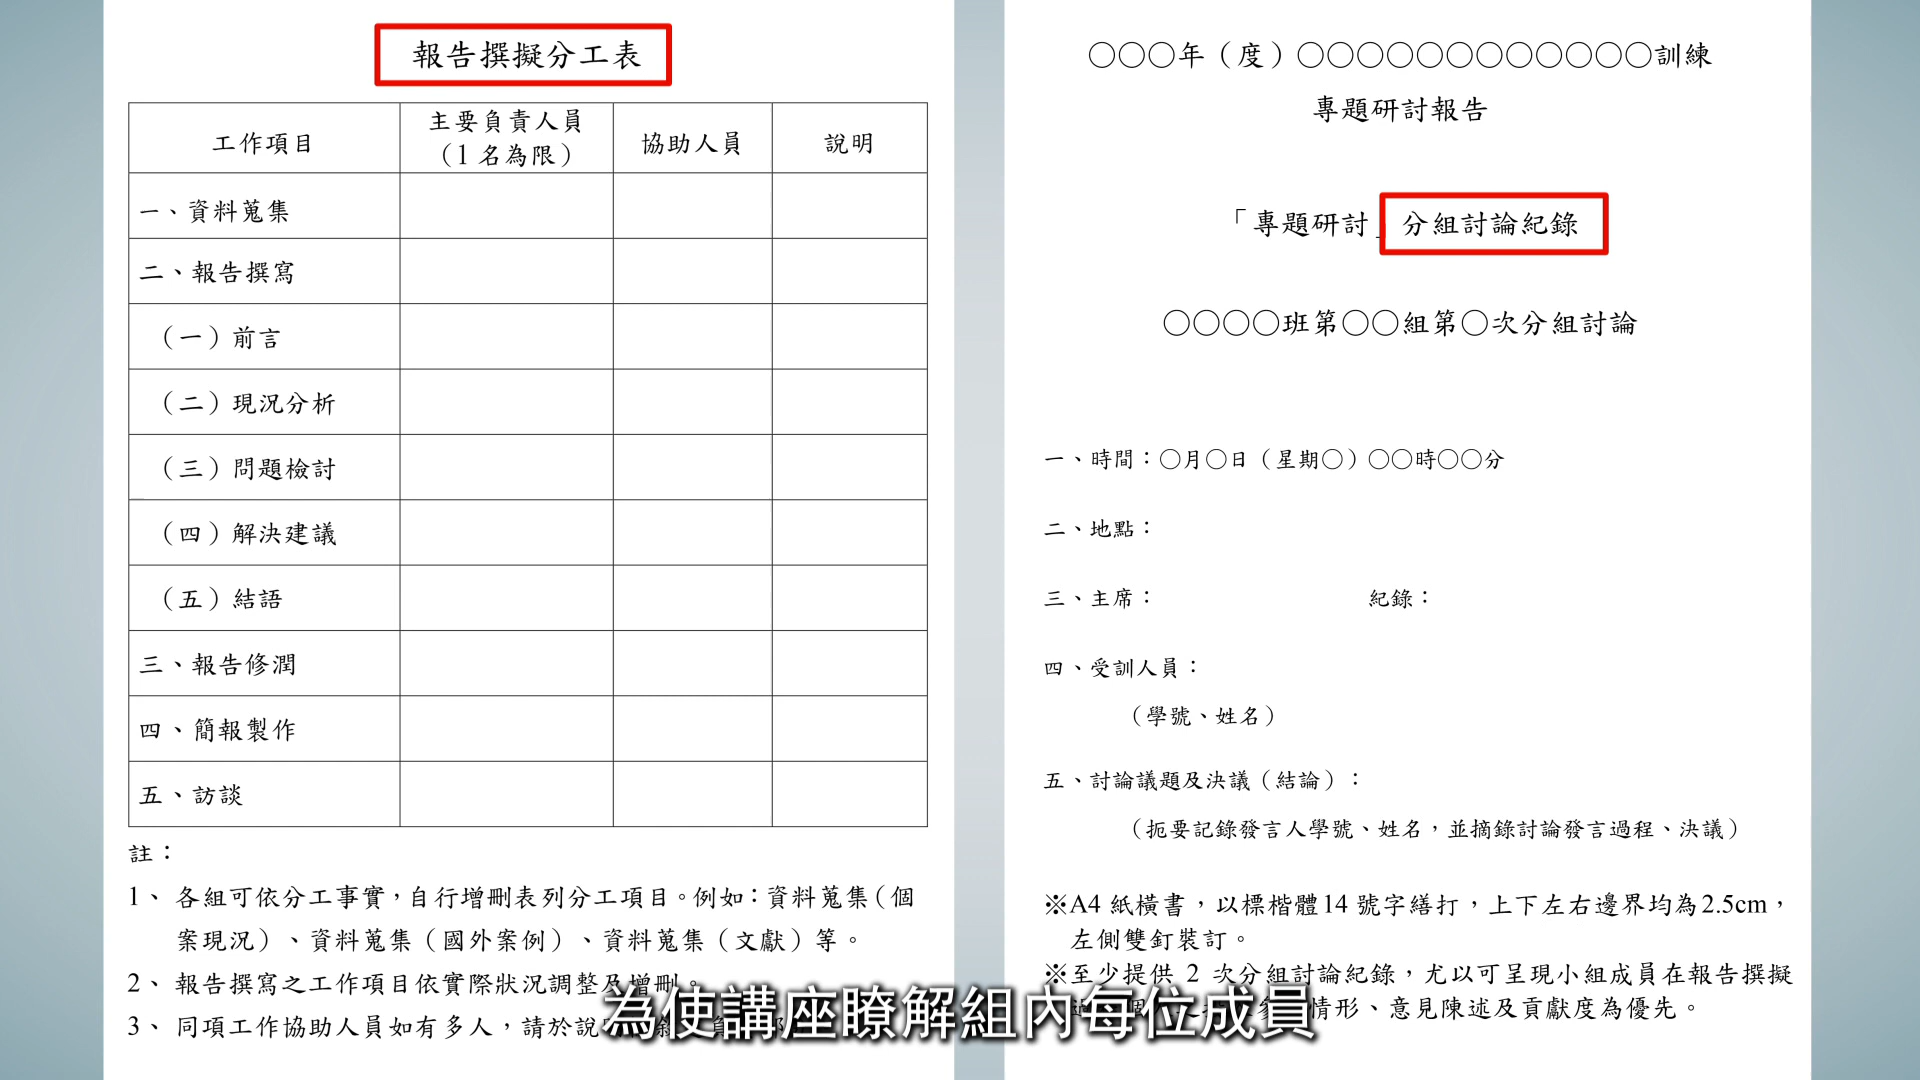 報告撰擬分工表
工作項目 主要負責人員（1 名為限） 協助人員 說明
一、資料蒐集
二、報告撰寫
（一）前言
（二）現況分析
（三）問題檢討
（四）解決建議
（五）結語
三、報告修潤
四、簡報製作
五、訪談
註：
1、 各組可依分工事實，自行增刪表列分工項目。例如：資料蒐集（個
案現況）、資料蒐集（國外案例）、資料蒐集（文獻）等。
2、 報告撰寫之工作項目依實際狀況調整及增刪。
3、 同項工作協助人員如有多人，請於說
○○○年（度）○○○○○○○○○○○○訓練
專題研討報告
「專題研討」分組討論紀錄
○○○○班第○○組第○次分組討論
一、時間：○月○日（星期○）○○時○○分
二、地點：
三、主席： 紀錄：
四、受訓人員：
（學號、姓名）
五、討論議題及決議（結論）：
（扼要記錄發言人學號、姓名，並摘錄討論發言過程、決議）
※A4 紙橫書，以標楷體14 號字繕打，上下左右邊界均為2.5cm，
左側雙釘裝訂。
※至少提供 2 次分組討論紀錄，尤以可呈現小組成員在報告撰擬
情形、意見陳述及貢獻度為優先。
為使講座瞭解組內每位成員